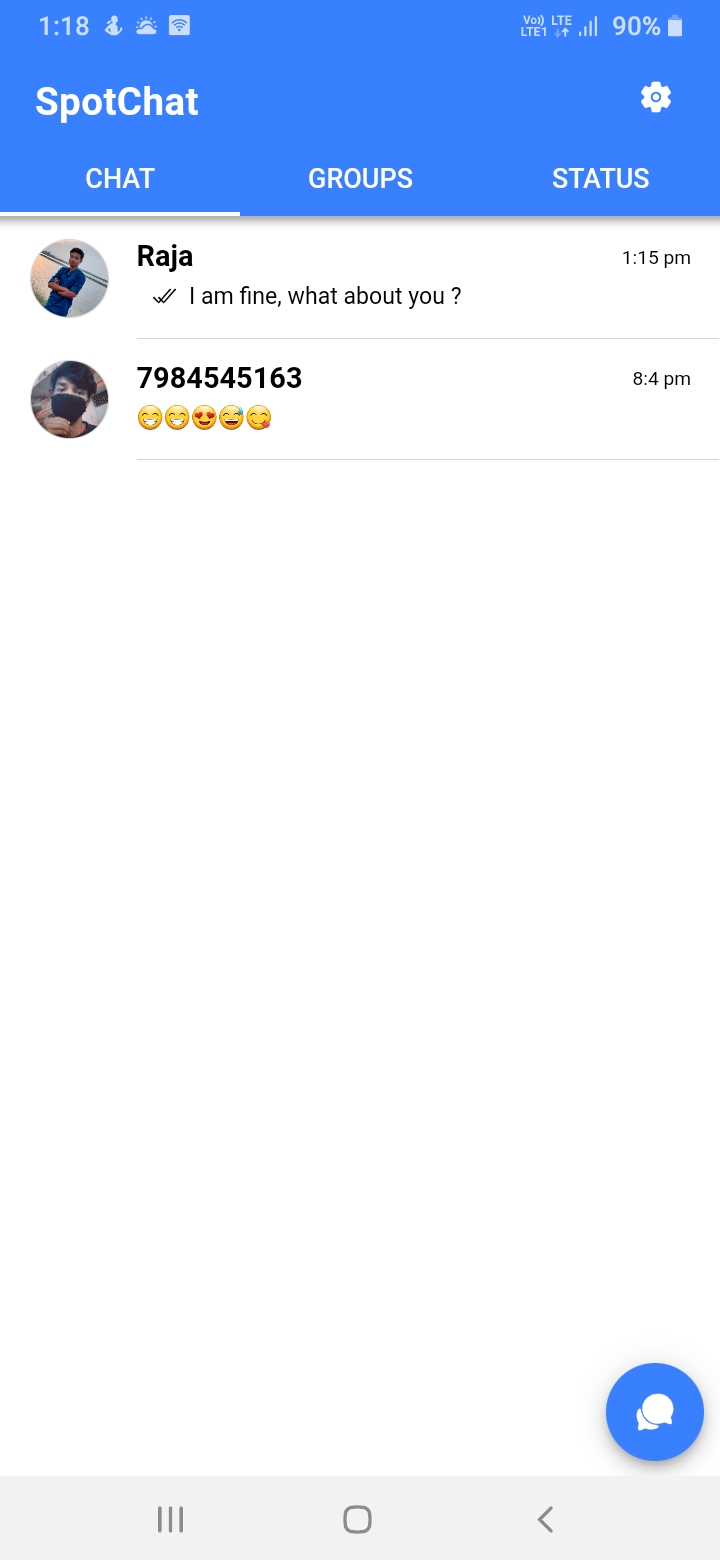 1:18 Vo)) LTE LTE1 90%
SpotChat
CHAT GROUPS STATUS
Raja 1:15 pm
I am fine, what about you ?
7984545163 8:4 pm
😁😁😍😅😋